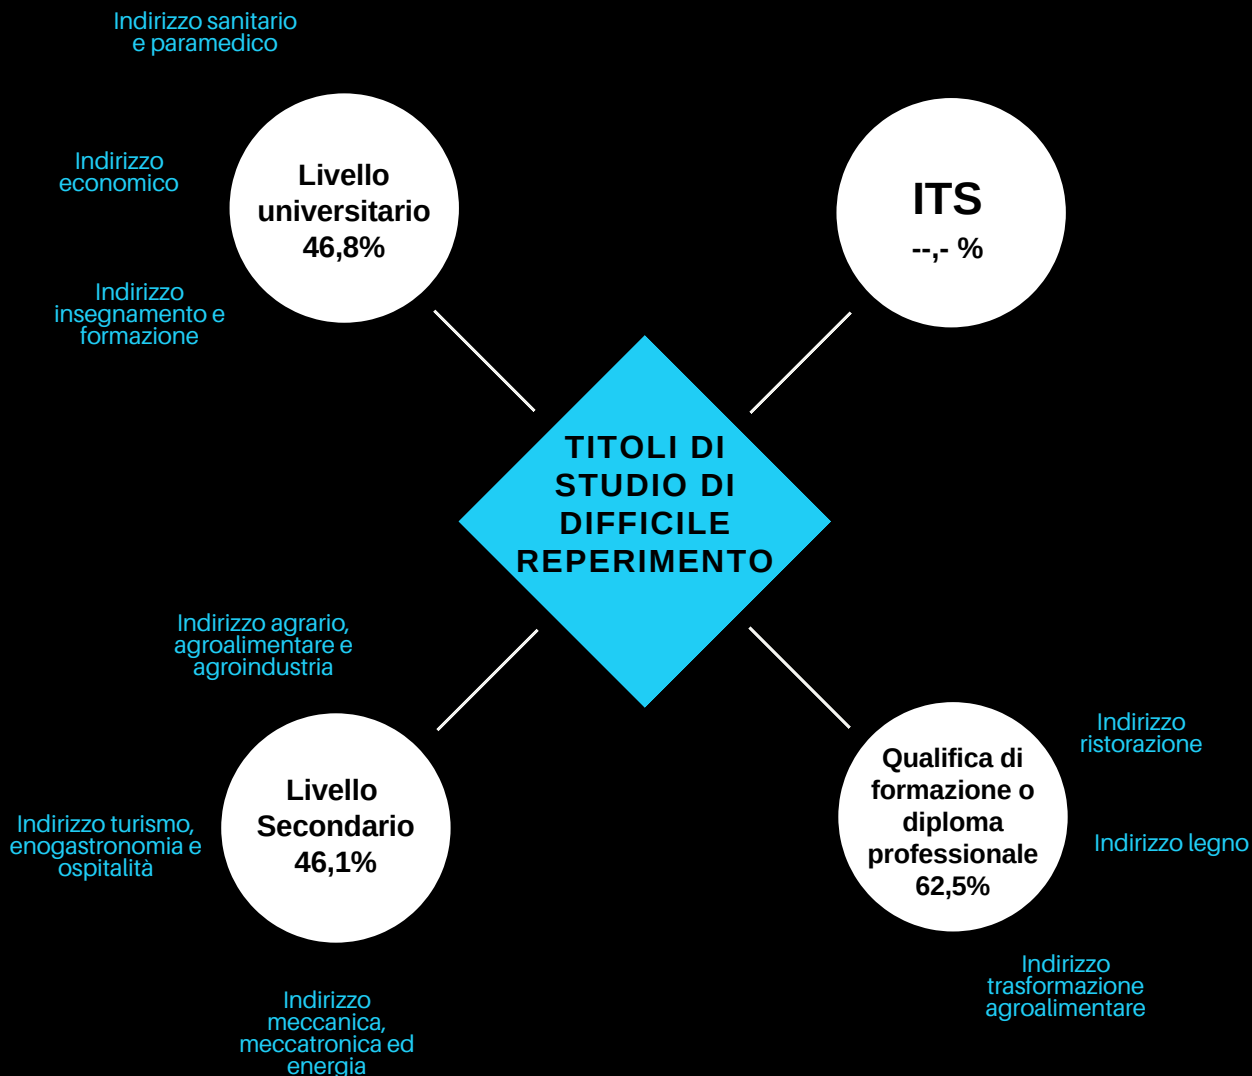 Indirizzo sanitario
e paramedico
Indirizzo
economico
Indirizzo
insegnamento e
formazione
Livello
universitario
46,8%
ITS
--,- %
TITOLI DI
STUDIO DI
DIFFICILE
REPERIMENTO
Indirizzo agrario,
agroalimentare e
agroindustria
Indirizzo turismo,
enogastronomia e
ospitalità
Livello
Secondario
46,1%
Indirizzo
meccanica,
meccatronica ed
energia
Qualifica di
formazione o
diploma
professionale
62,5%
Indirizzo
ristorazione
Indirizzo legno
Indirizzo
trasformazione
agroalimentare